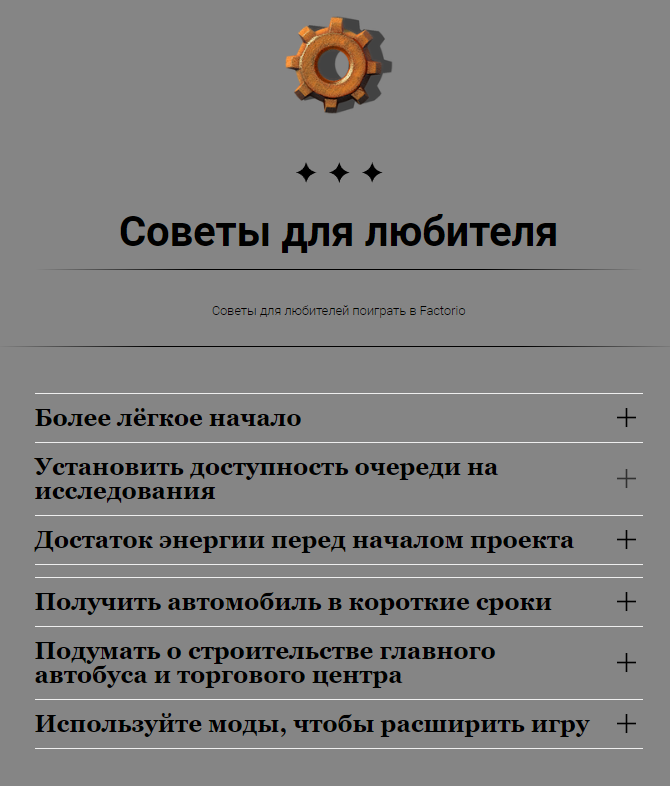 Советы для любителя
Советы для любителей поиграть в Factorio
Более лёгкое начало
Установить доступность очереди на
исследования
Достаток энергии перед началом проекта
Получить автомобиль в короткие сроки
Подумать о строительстве главного
автобуса и торгового центра
Используйте моды, чтобы расширить игру